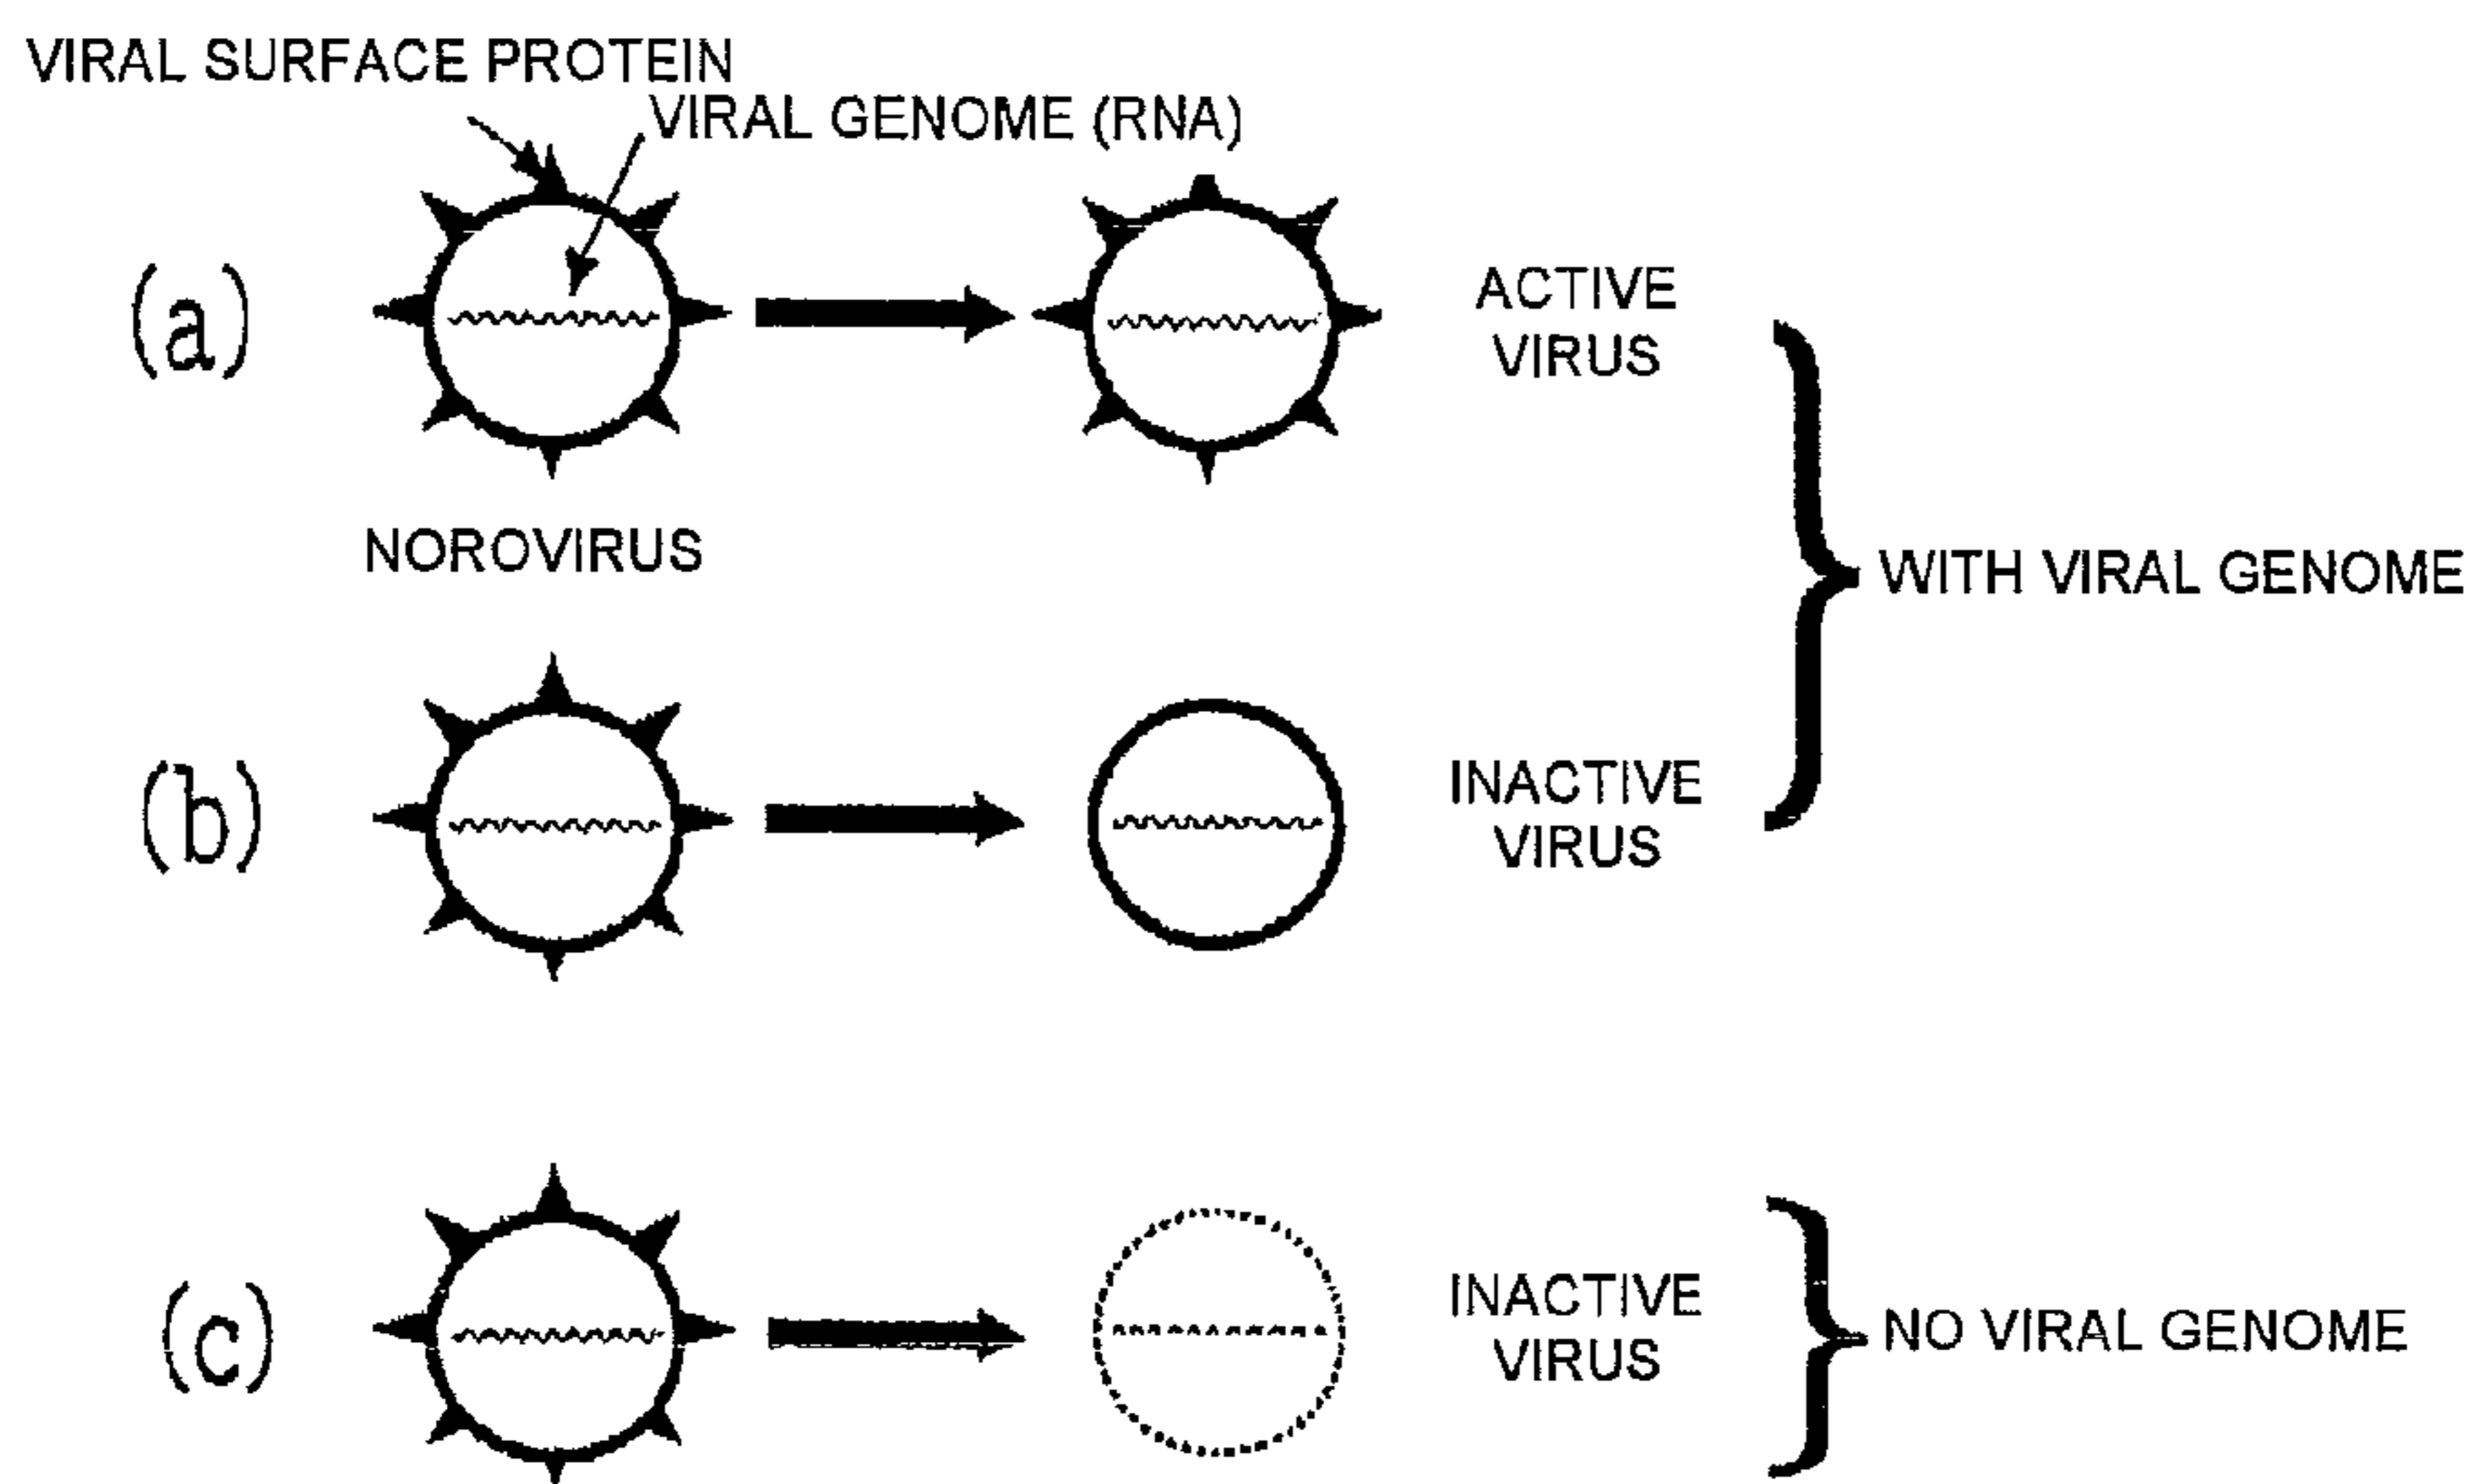 VIRAL SURFACE PROTEIN
VIRAL GENOME (RNA)
(a)
ACTIVE
VIRUS
NOROVIRUS
WITH VIRAL GENOME
(b)
INACTIVE
VIRUS
(c)
INACTIVE
VIRUS
NO VIRAL GENOME